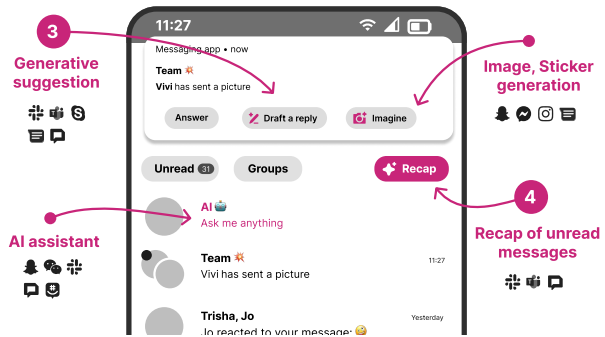 11:27
3
Generative
suggestion
Messaging app • now
Team 💥
Vivi has sent a picture
Answer
Draft a reply
Imagine
Image, Sticker
generation
Unread 31
Groups
Recap
4
Recap of unread
messages
AI assistant
AI 🤖
Ask me anything
Team 💥
11:27
Vivi has sent a picture
Trisha, Jo
Yesterday
Jo reacted to your message: 🤪